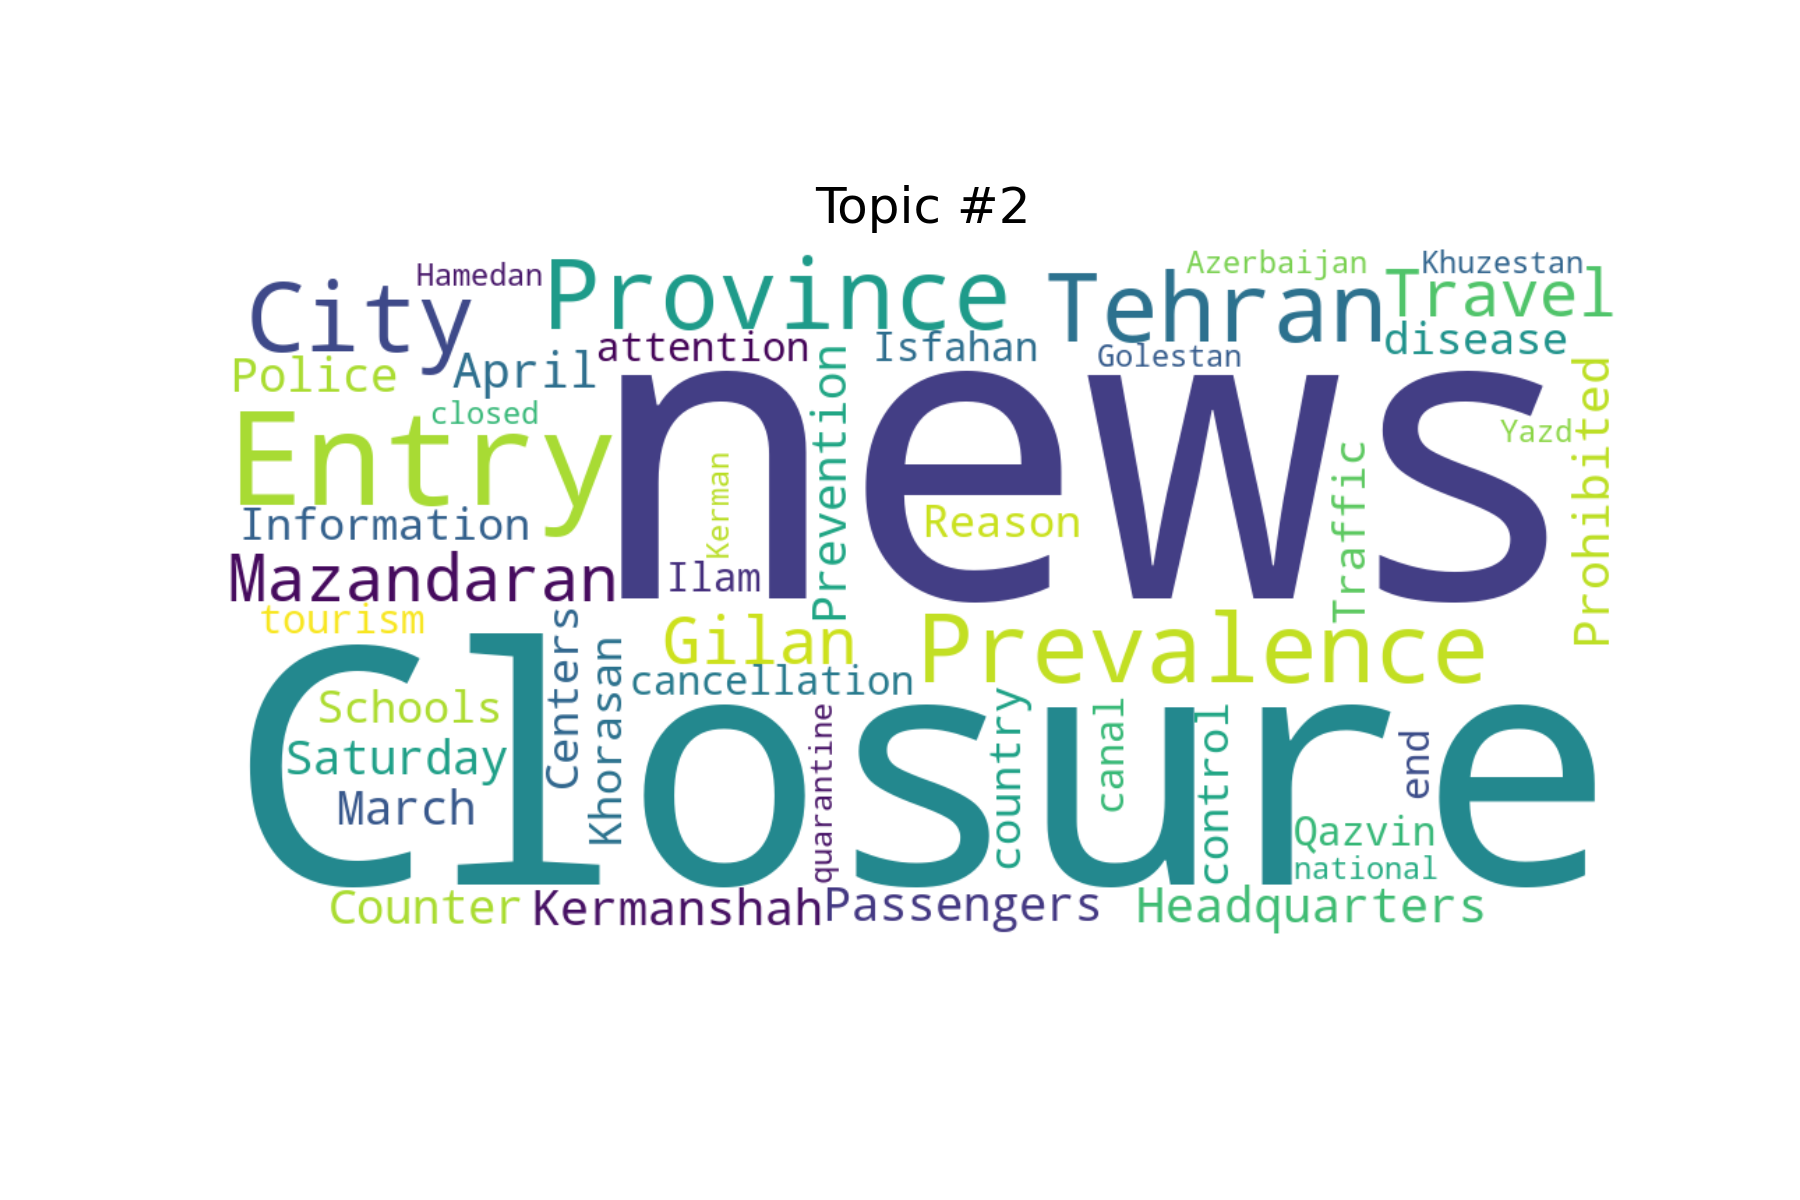 Topic #2
Hamedan
City
Province
Tehran
Azerbaijan
Khuzestan
Travel
disease
Police
April
attention
Isfahan
Golestan
closed
Entry
news
Prevention
Kerman
Ilam
Reason
Traffic
Yazd
Prohibited
Information
Mazandaran
tourism
Centers
Khorasan
Gilan
Prevalence
cancellation
Schools
Saturday
March
Closure
quarantine
country
canal
control
end
Qazvin
national
Counter
Kermanshah
Passengers
Headquarters